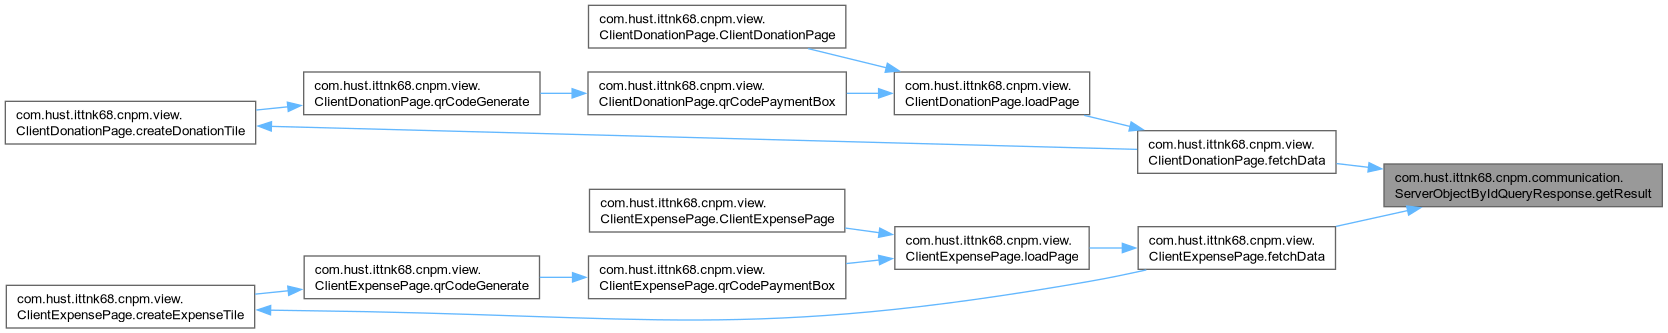 com.hust.ittnk68.cnpm.view.
ClientDonationPage.ClientDonationPage
com.hust.ittnk68.cnpm.view.
ClientDonationPage.qrCodeGenerate
com.hust.ittnk68.cnpm.view.
ClientDonationPage.qrCodePaymentBox
com.hust.ittnk68.cnpm.view.
ClientDonationPage.loadPage
com.hust.ittnk68.cnpm.view.
ClientDonationPage.createDonationTile
com.hust.ittnk68.cnpm.view.
ClientDonationPage.fetchData
com.hust.ittnk68.cnpm.communication.
ServerObjectByIdQueryResponse.getResult
com.hust.ittnk68.cnpm.view.
ClientExpensePage.ClientExpensePage
com.hust.ittnk68.cnpm.view.
ClientExpensePage.loadPage
com.hust.ittnk68.cnpm.view.
ClientExpensePage.fetchData
com.hust.ittnk68.cnpm.view.
ClientExpensePage.qrCodeGenerate
com.hust.ittnk68.cnpm.view.
ClientExpensePage.qrCodePaymentBox
com.hust.ittnk68.cnpm.view.
ClientExpensePage.createExpenseTile